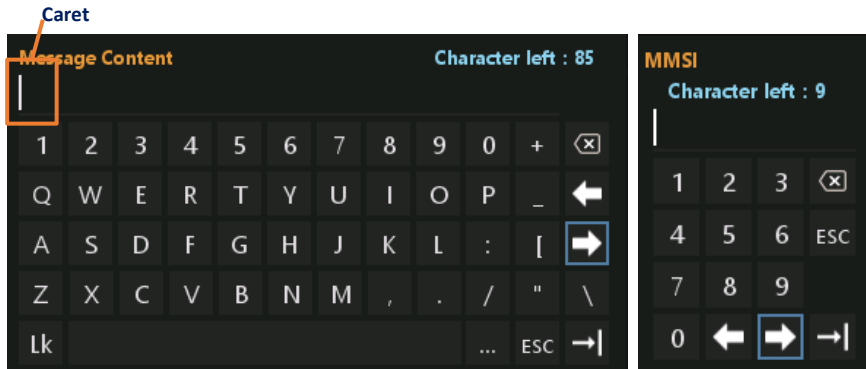 Caret
Message Content Character left : 85
1 2 3 4 5 6 7 8 9 0 +
Q W E R T Y U I O P _
A S D F G H J K L : [
Z X C V B N M , . / " \
Lk ... ESC
MMSI
Character left : 9
1 2 3
4 5 6 ESC
7 8 9
0